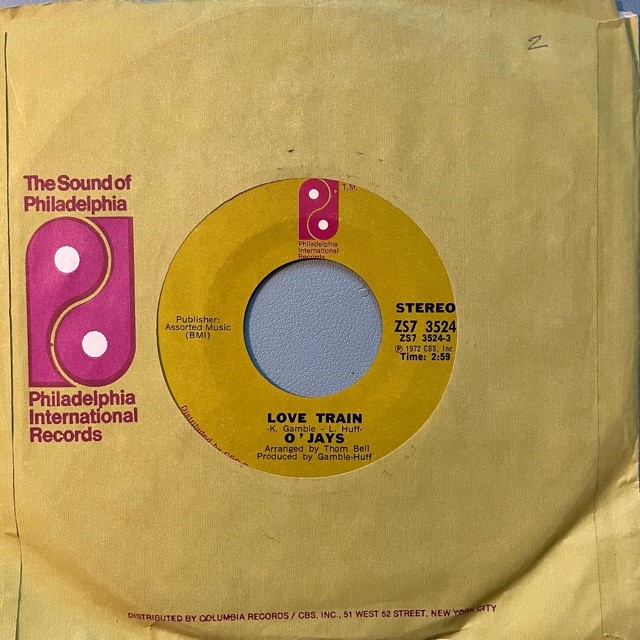 2
The Sound of
Philadelphia
Philadelphia
International
Records
T.M.
Philadelphia
International
Records
Publisher:
Assorted Music
(BMI)
STEREO
ZS7 3524
ZS7 3524-3
Ⓟ 1972 CBS, Inc.
Time: 2:59
LOVE TRAIN
-K. Gamble - L. Huff-
O'JAYS
Arranged by Thom Bell
Produced by Gamble-Huff
Distributed by
DISTRIBUTED BY COLUMBIA RECORDS / CBS, INC., 51 WEST 52 STREET, NEW YORK CITY